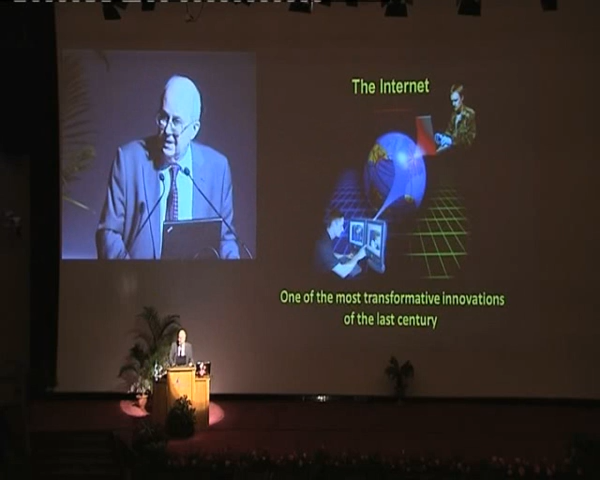 The Internet
One of the most transformative innovations
of the last century